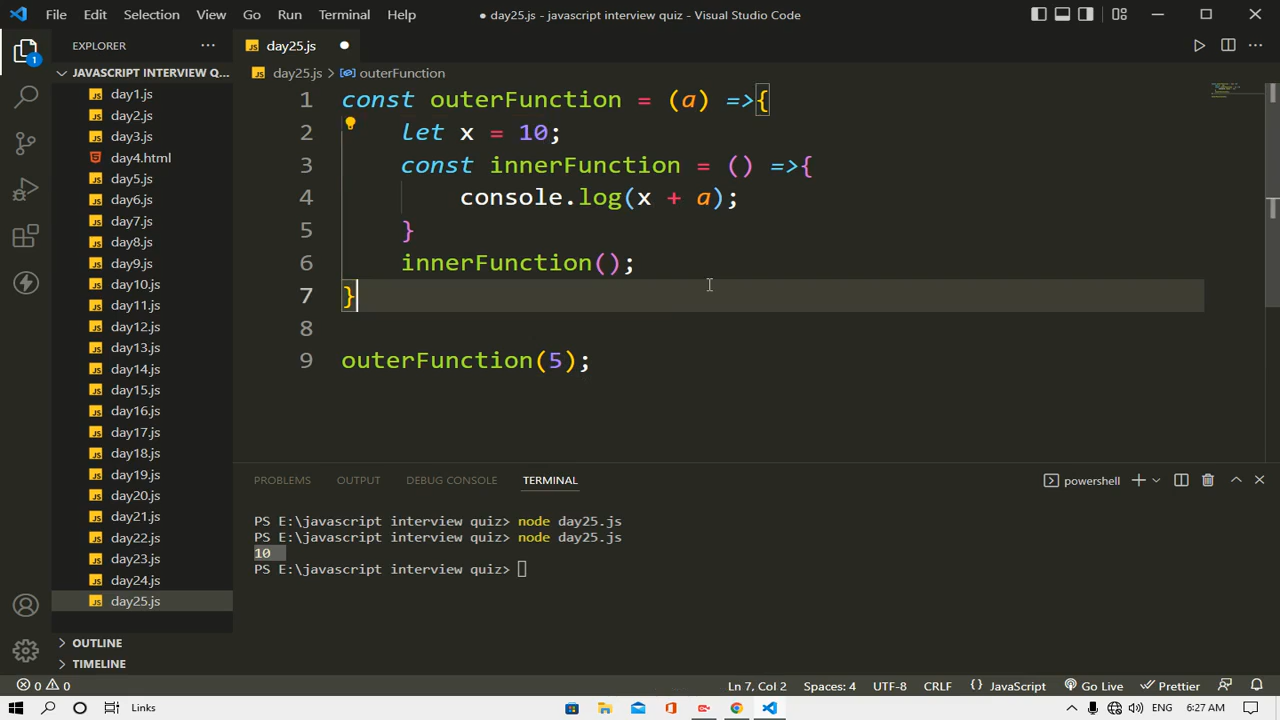 File Edit Selection View Go Run Terminal Help
● day25.js - javascript interview quiz - Visual Studio Code
EXPLORER ...
day25.js ●
1
JAVASCRIPT INTERVIEW Q...
day1.js
day2.js
day3.js
day4.html
day5.js
day6.js
day7.js
day8.js
day9.js
day10.js
day11.js
day12.js
day13.js
day14.js
day15.js
day16.js
day17.js
day18.js
day19.js
day20.js
day21.js
day22.js
day23.js
day24.js
day25.js
OUTLINE
TIMELINE
day25.js > outerFunction
1 const outerFunction = (a) =>{
2 let x = 10;
3 const innerFunction = () =>{
4 console.log(x + a);
5 }
6 innerFunction();
7 }
8
9 outerFunction(5);
PROBLEMS OUTPUT DEBUG CONSOLE TERMINAL
powershell
PS E:\javascript interview quiz> node day25.js
PS E:\javascript interview quiz> node day25.js
10
PS E:\javascript interview quiz>
0 0
Ln 7, Col 2 Spaces: 4 UTF-8 CRLF {} JavaScript Go Live Prettier
Links
ENG 6:27 AM